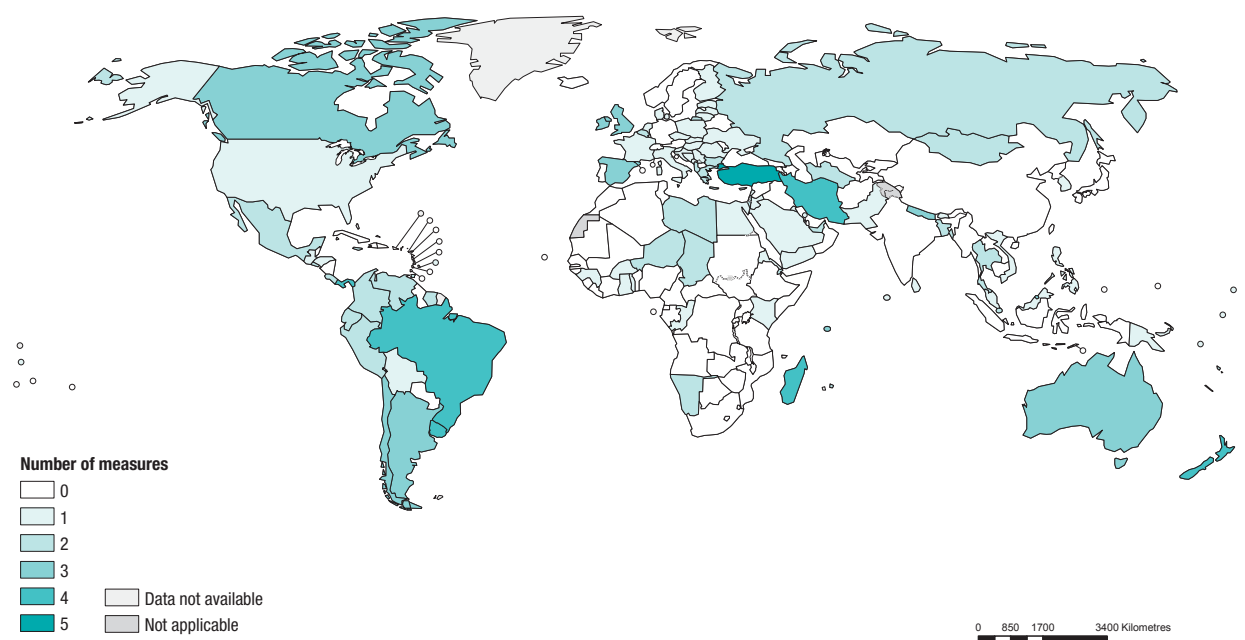 Number of measures
0
1
2
3
4
5
Data not available
Not applicable
0 850 1700 3400 Kilometres